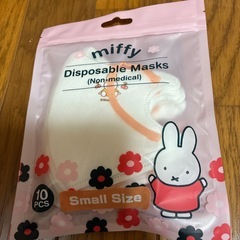 miffy
Disposable Masks
(Non-medical)
10
PCS
Small Size